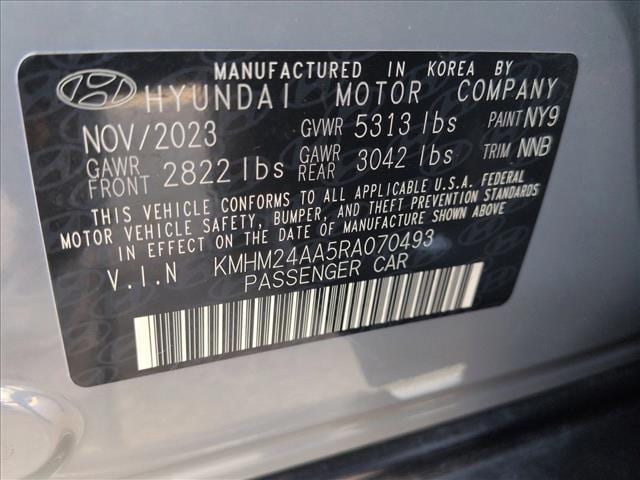 MANUFACTURED IN KOREA BY
HYUNDAI MOTOR COMPANY
NOV/2023 GVWR 5313 lbs PAINT NY9
GAWR FRONT 2822 lbs GAWR REAR 3042 lbs TRIM NNB
THIS VEHICLE CONFORMS TO ALL APPLICABLE U.S.A. FEDERAL
MOTOR VEHICLE SAFETY, BUMPER, AND THEFT PREVENTION STANDARDS
IN EFFECT ON THE DATE OF MANUFACTURE SHOWN ABOVE.
V.I.N KMHM24AA5RA070493
PASSENGER CAR